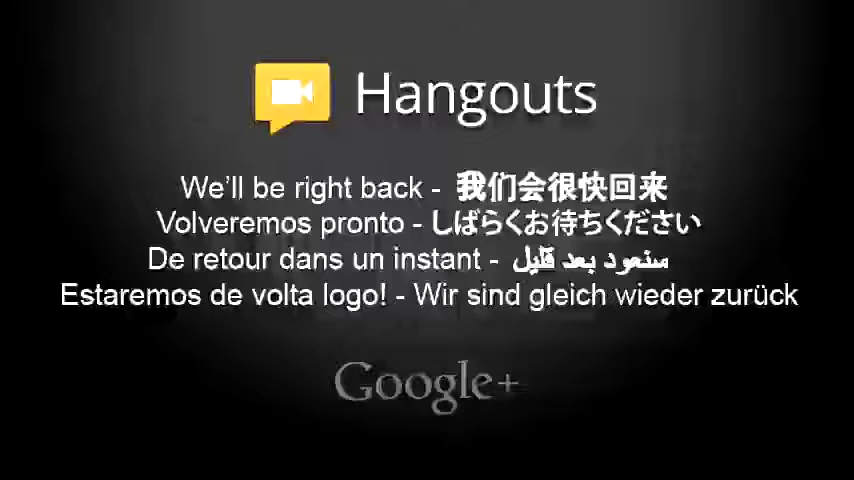 Hangouts
We'll be right back - 我们会很快回来
Volveremos pronto - しばらくお待ちください
De retour dans un instant - سنعود بعد قليل
Estaremos de volta logo! - Wir sind gleich wieder zurück
Google+